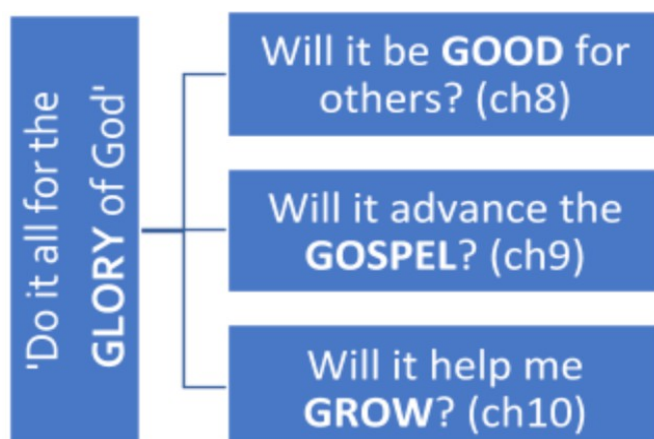 'Do it all for the
GLORY of God'
Will it be GOOD for
others? (ch8)
Will it advance the
GOSPEL? (ch9)
Will it help me
GROW? (ch10)